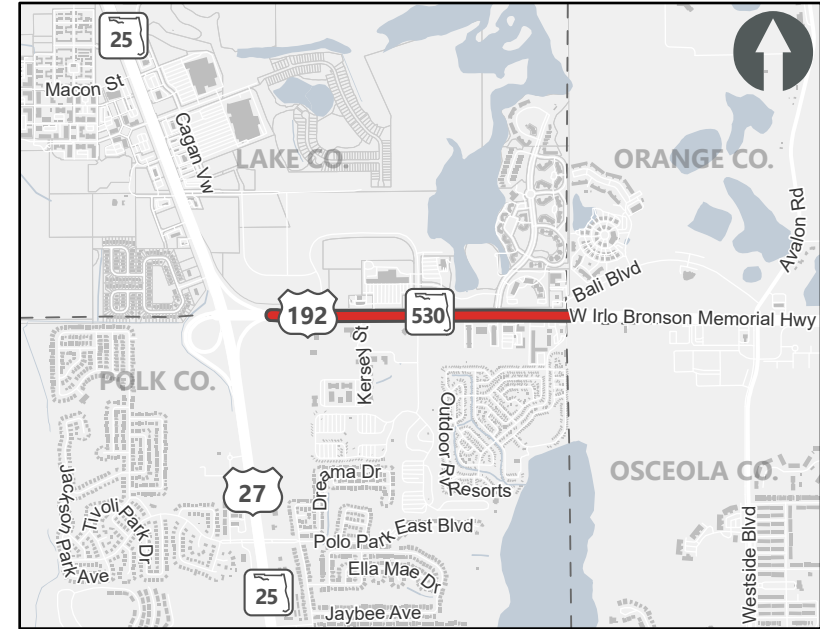 25
Macon St
Cagan Vw
LAKE CO.
ORANGE CO.
Avalon Rd
Bali Blvd
192
530
W Irlo Bronson Memorial Hwy
Kersey St
POLK CO.
Outdoor Resorts RV
27
OSCEOLA CO.
Dreama Dr
Jackson Park Ave
Tivoli Park Dr
Polo Park East Blvd
Ella Mae Dr
25
Jaybee Ave
Westside Blvd